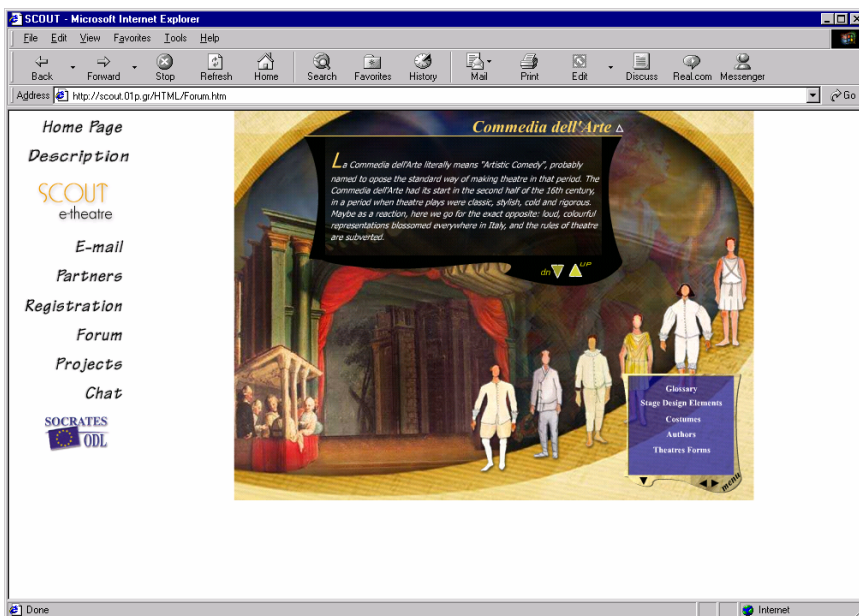 SCOUT - Microsoft Internet Explorer
File Edit View Favorites Tools Help
Back Forward Stop Refresh Home Search Favorites History Mail Print Edit Discuss Real.com Messenger
Address http://scout.01p.gr/HTML/Forum.htm Go
Home Page
Description
SCOUT
e-theatre
E-mail
Partners
Registration
Forum
Projects
Chat
SOCRATES
ODL
Commedia dell'Arte
La Commedia dell'Arte literally means "Artistic Comedy", probably
named to opose the standard way of making theatre in that period. The
Commedia dell'Arte had its start in the second half of the 16th century,
in a period when theatre plays were classic, stylish, cold and rigorous.
Maybe as a reaction, here we go for the exact opposite: loud, colourful
representations blossomed everywhere in Italy, and the rules of theatre
are subverted.
dn UP
Glossary
Stage Design Elements
Costumes
Authors
Theatres Forms
menu
Done Internet